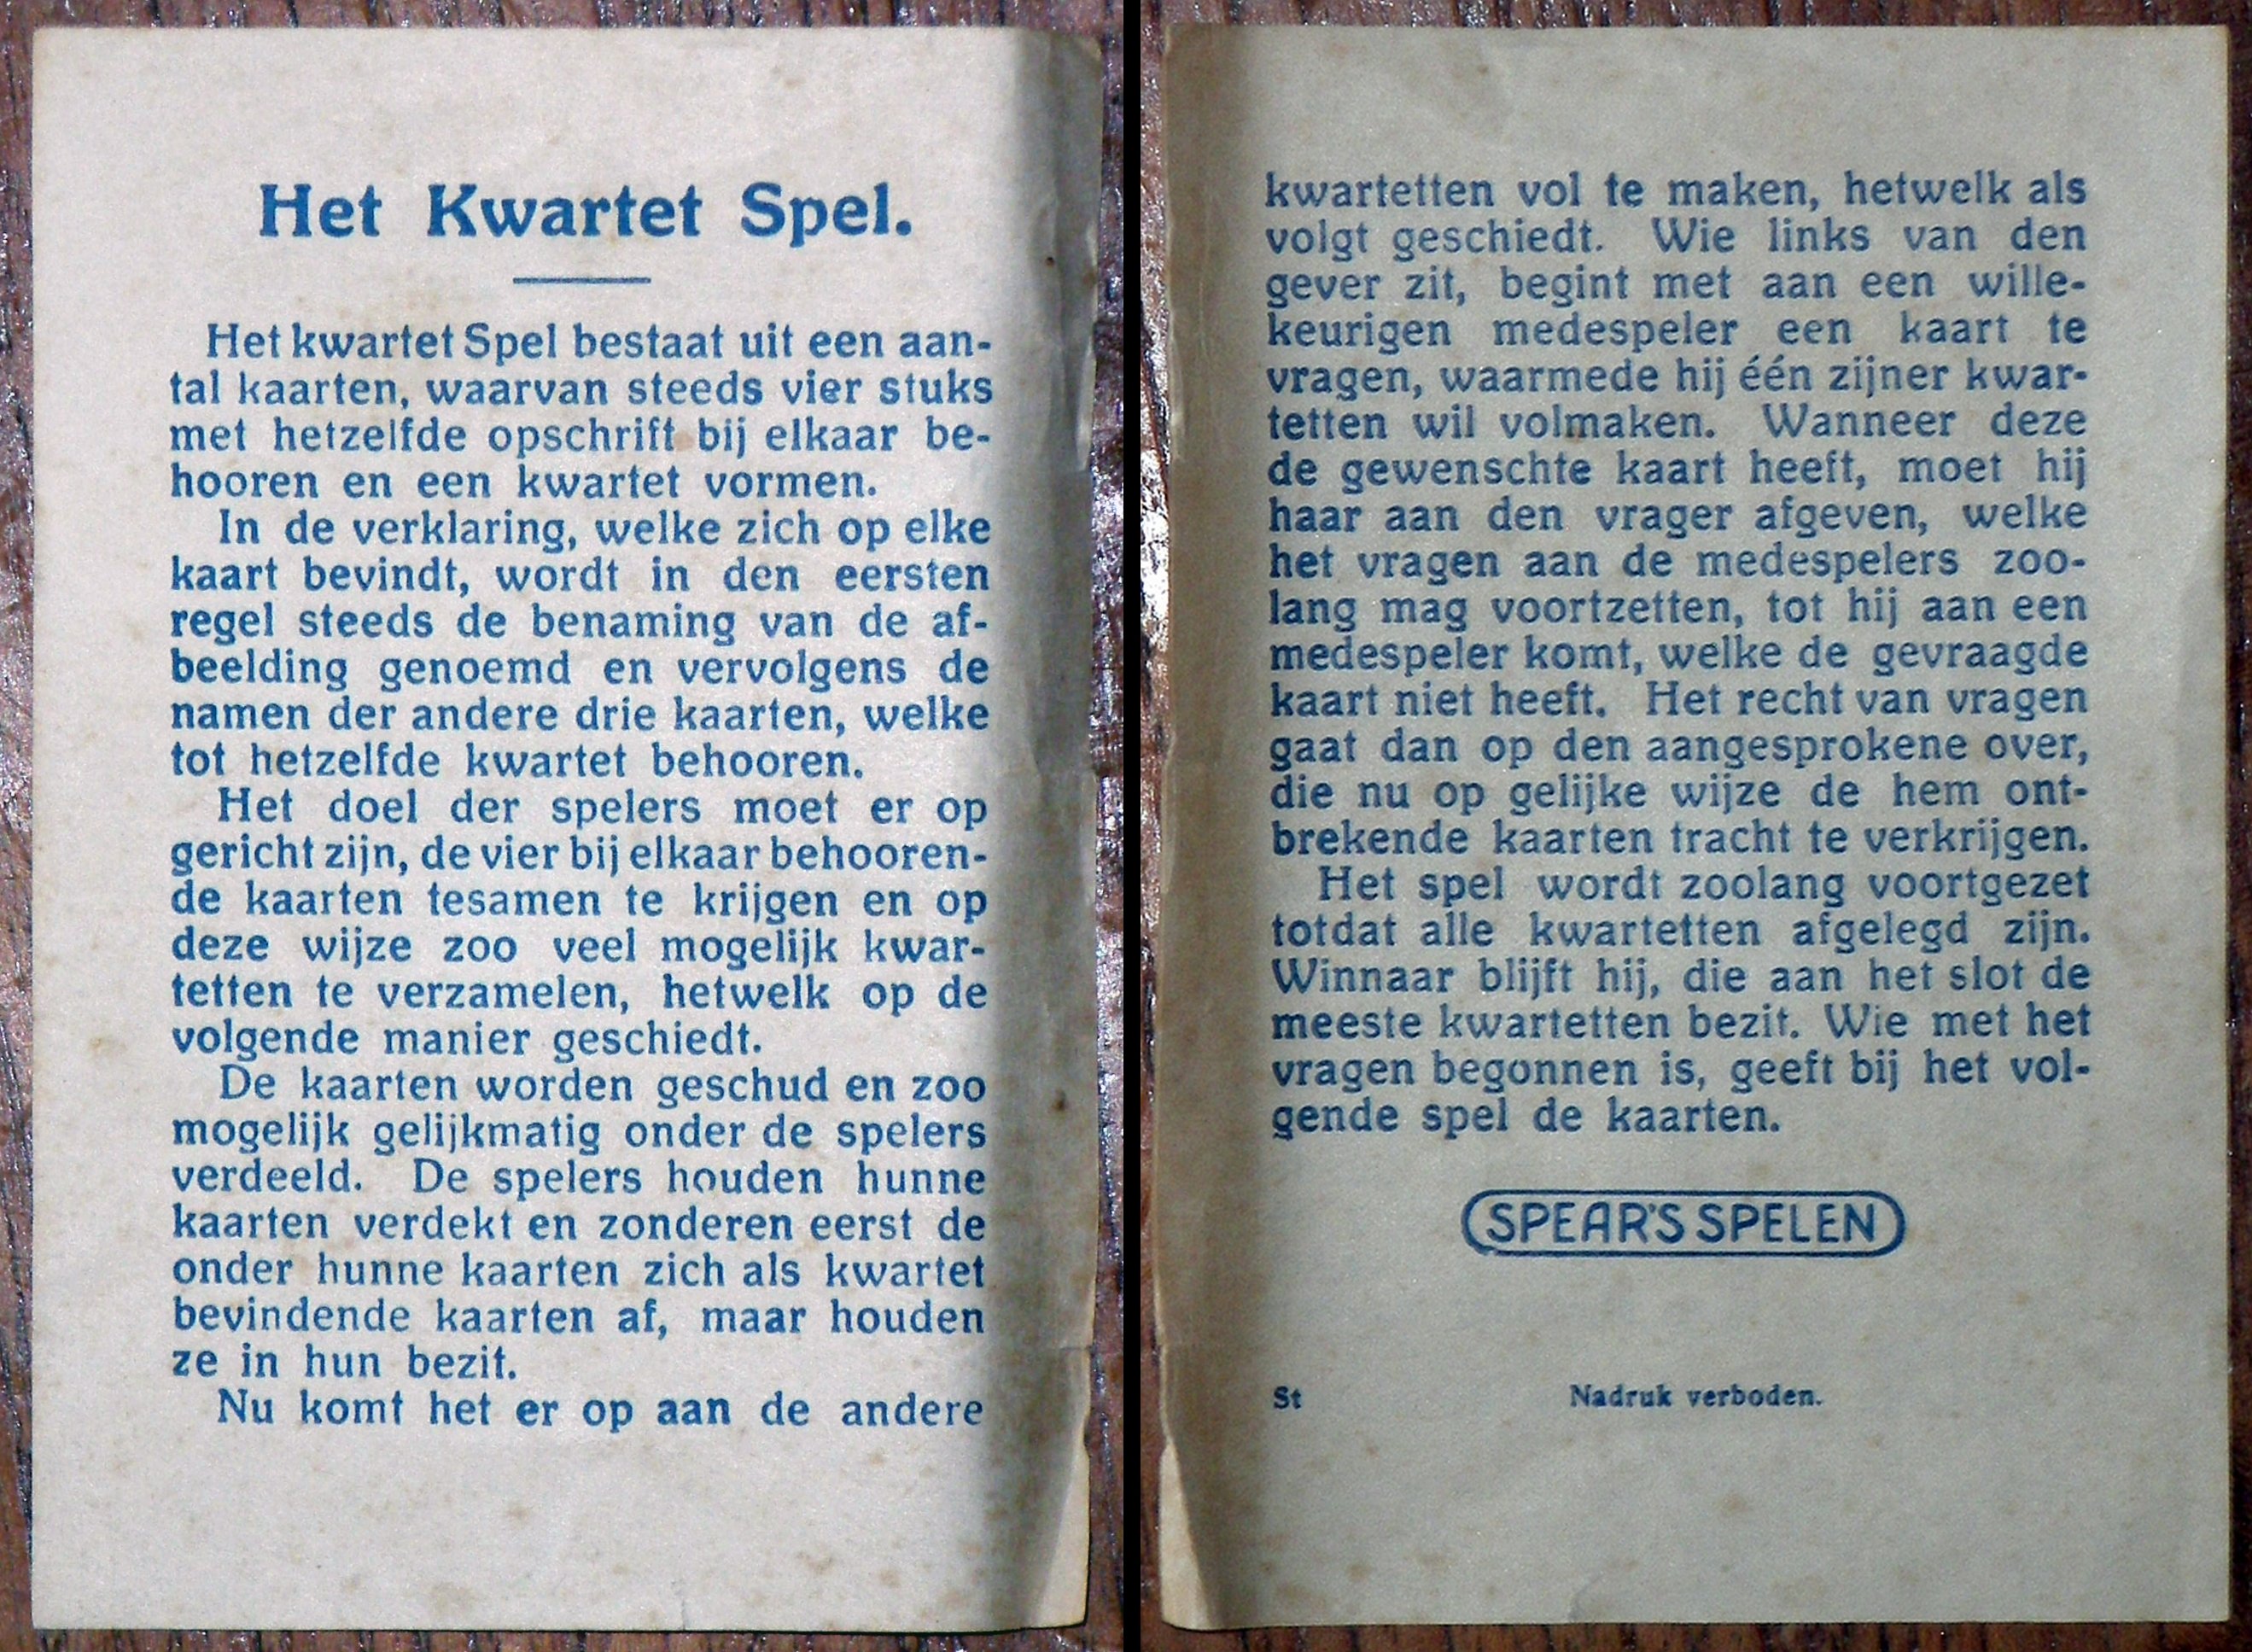 Het Kwartet Spel.
Het kwartet Spel bestaat uit een aan-
tal kaarten, waarvan steeds vier stuks
met hetzelfde opschrift bij elkaar be-
hooren en een kwartet vormen.
In de verklaring, welke zich op elke
kaart bevindt, wordt in den eersten
regel steeds de benaming van de af-
beelding genoemd en vervolgens de
namen der andere drie kaarten, welke
tot hetzelfde kwartet behooren.
Het doel der spelers moet er op
gericht zijn, de vier bij elkaar behooren-
de kaarten tesamen te krijgen en op
deze wijze zoo veel mogelijk kwar-
tetten te verzamelen, hetwelk op de
volgende manier geschiedt.
De kaarten worden geschud en zoo
mogelijk gelijkmatig onder de spelers
verdeeld. De spelers houden hunne
kaarten verdekt en zonderen eerst de
onder hunne kaarten zich als kwartet
bevindende kaarten af, maar houden
ze in hun bezit.
Nu komt het er op aan de andere
kwartetten vol te maken, hetwelk als
volgt geschiedt. Wie links van den
gever zit, begint met aan een wille-
keurigen medespeler een kaart te
vragen, waarmede hij één zijner kwar-
tetten wil volmaken. Wanneer deze
de gewenschte kaart heeft, moet hij
haar aan den vrager afgeven, welke
het vragen aan de medespelers zoo-
lang mag voortzetten, tot hij aan een
medespeler komt, welke de gevraagde
kaart niet heeft. Het recht van vragen
gaat dan op den aangesprokene over,
die nu op gelijke wijze de hem ont-
brekende kaarten tracht te verkrijgen.
Het spel wordt zoolang voortgezet
totdat alle kwartetten afgelegd zijn.
Winnaar blijft hij, die aan het slot de
meeste kwartetten bezit. Wie met het
vragen begonnen is, geeft bij het vol-
gende spel de kaarten.
SPEAR'S SPELEN
St Nadruk verboden.